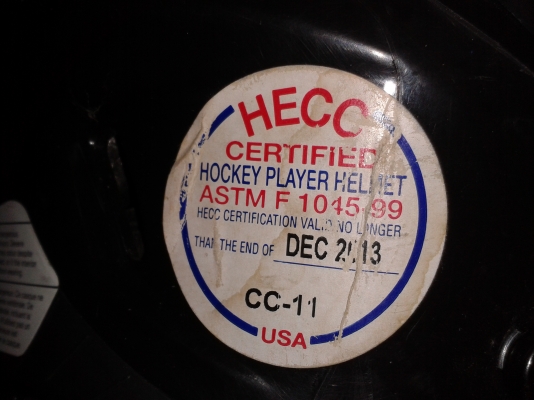 HECC
CERTIFIED
HOCKEY PLAYER HELMET
ASTM F 1045-99
HECC CERTIFICATION VALID NO LONGER
THAN THE END OF DEC 2013
CC-11
USA